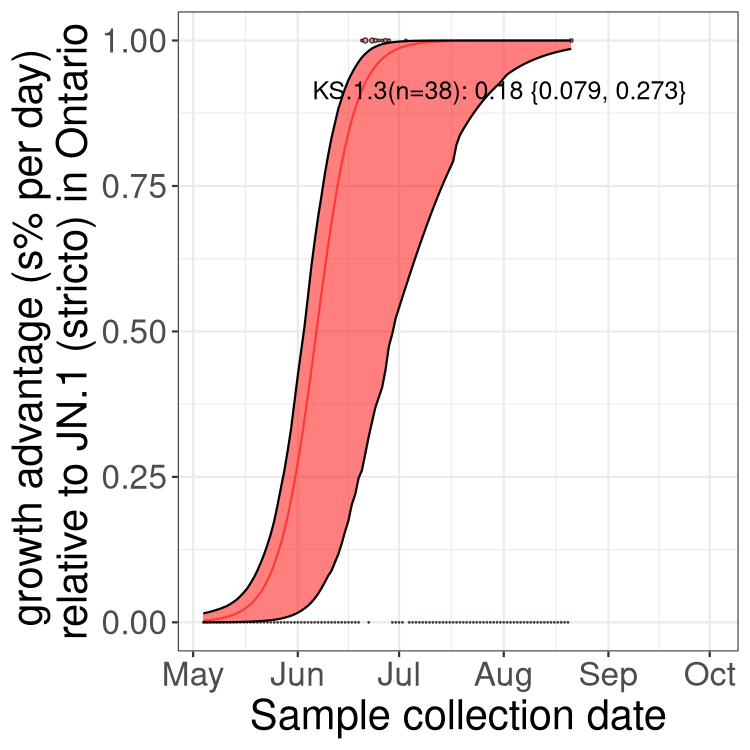 growth advantage (s% per day)
relative to JN.1 (stricto) in Ontario
1.00
0.75
0.50
0.25
0.00
KS.1.3(n=38): 0.18 {0.079, 0.273}
May Jun Jul Aug Sep Oct
Sample collection date